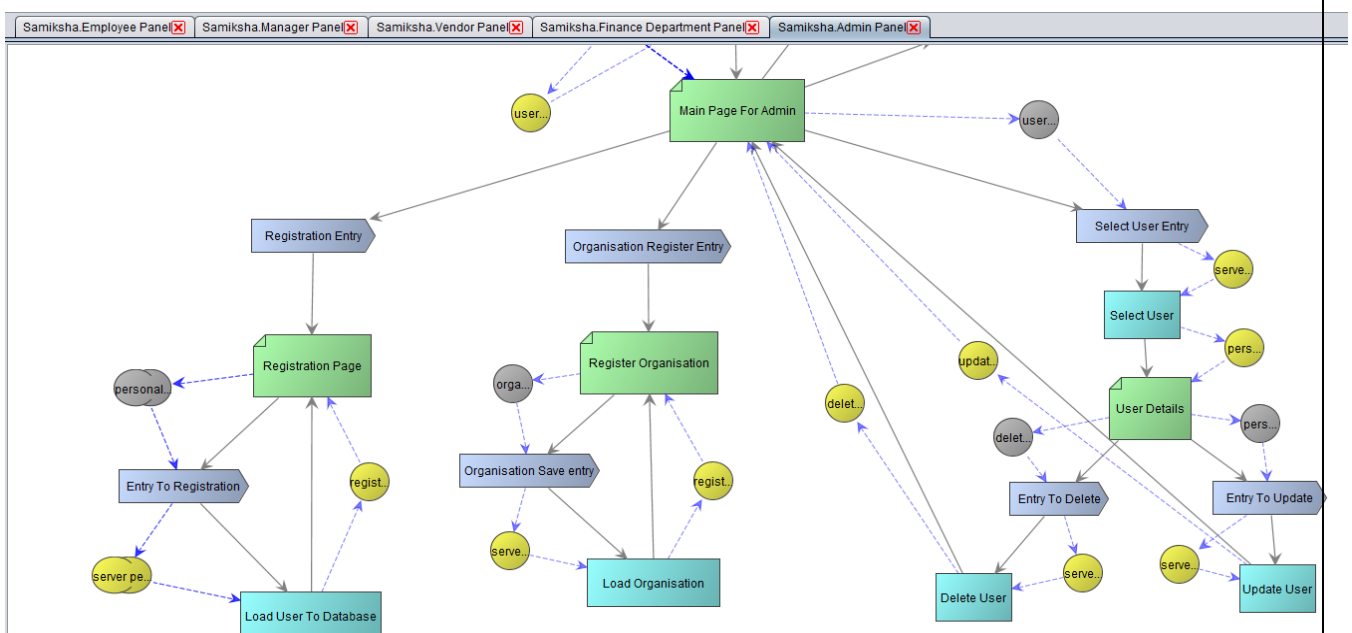 Samiksha.Employee Panel
Samiksha.Manager Panel
Samiksha.Vendor Panel
Samiksha.Finance Department Panel
Samiksha.Admin Panel
user...
Main Page For Admin
user...
Registration Entry
Organisation Register Entry
Select User Entry
serve...
Select User
Registration Page
Register Organisation
updat...
pers...
personal...
orga...
delet...
User Details
delet...
pers...
Entry To Registration
regist...
Organisation Save entry
regist...
Entry To Delete
Entry To Update
serve...
server pe...
Load Organisation
serve...
serve...
Delete User
Update User
Load User To Database